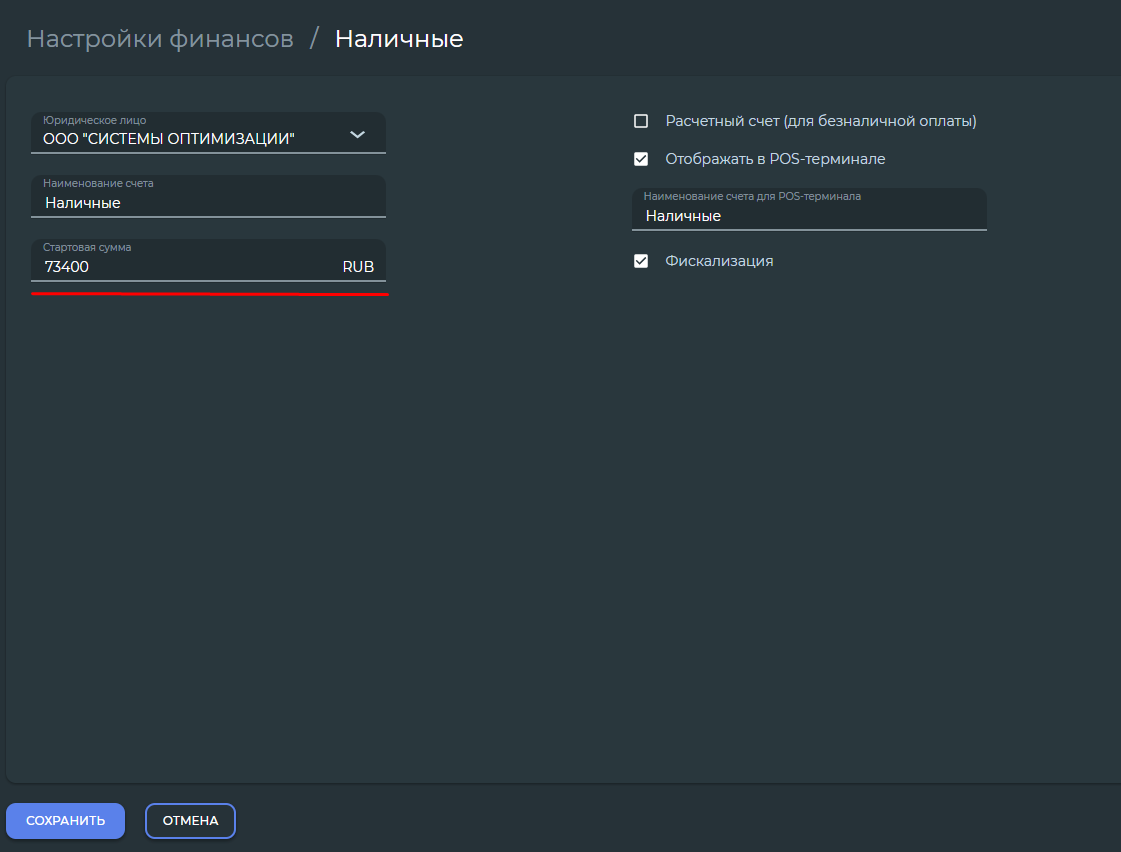 Настройки финансов / Наличные
Юридическое лицо
ООО "СИСТЕМЫ ОПТИМИЗАЦИИ"
Наименование счета
Наличные
Стартовая сумма
73400 RUB
Расчетный счет (для безналичной оплаты)
Отображать в POS-терминале
Наименование счета для POS-терминала
Наличные
Фискализация
СОХРАНИТЬ ОТМЕНА